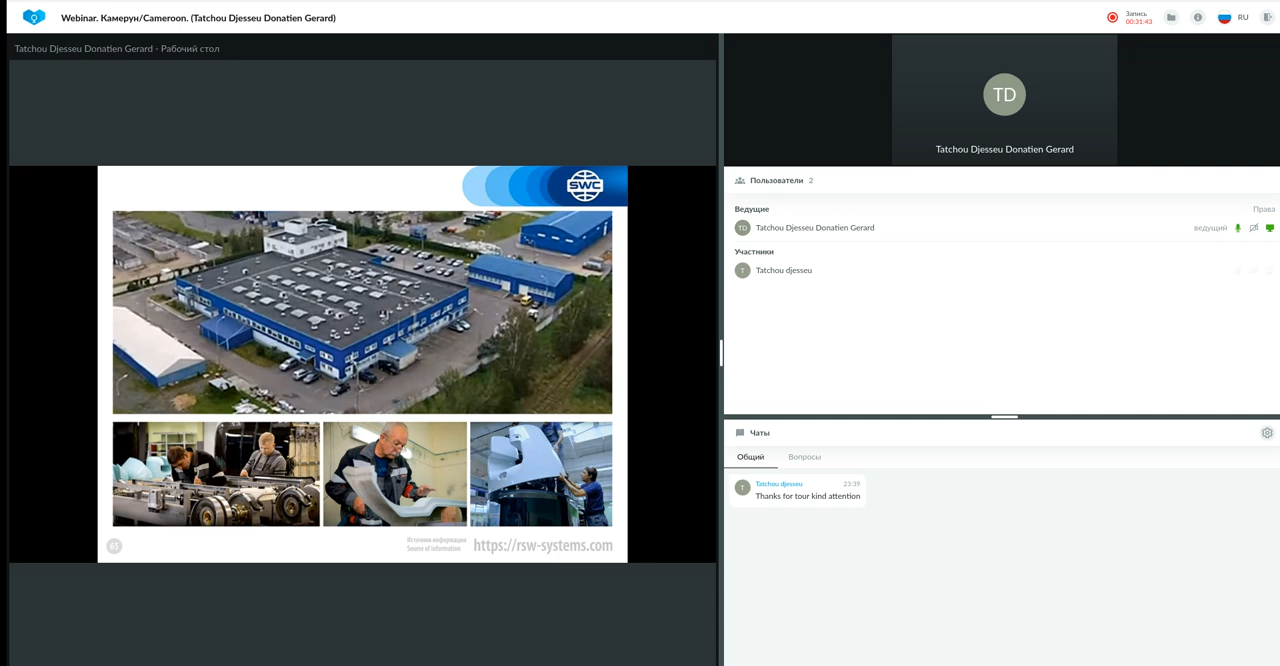 Webinar. Камерун/Cameroon. (Tatchou Djesseu Donatien Gerard)
Запись
00:31:43
RU
Tatchou Djesseu Donatien Gerard - Рабочий стол
TD
Tatchou Djesseu Donatien Gerard
SWC
Пользователи 2
Ведущие Права
TD Tatchou Djesseu Donatien Gerard ведущий
Участники
T Tatchou djesseu
65
Источник информации
Source of information
https://rsw-systems.com
Чаты
Общий Вопросы
T Tatchou djesseu 23:39
Thanks for tour kind attention